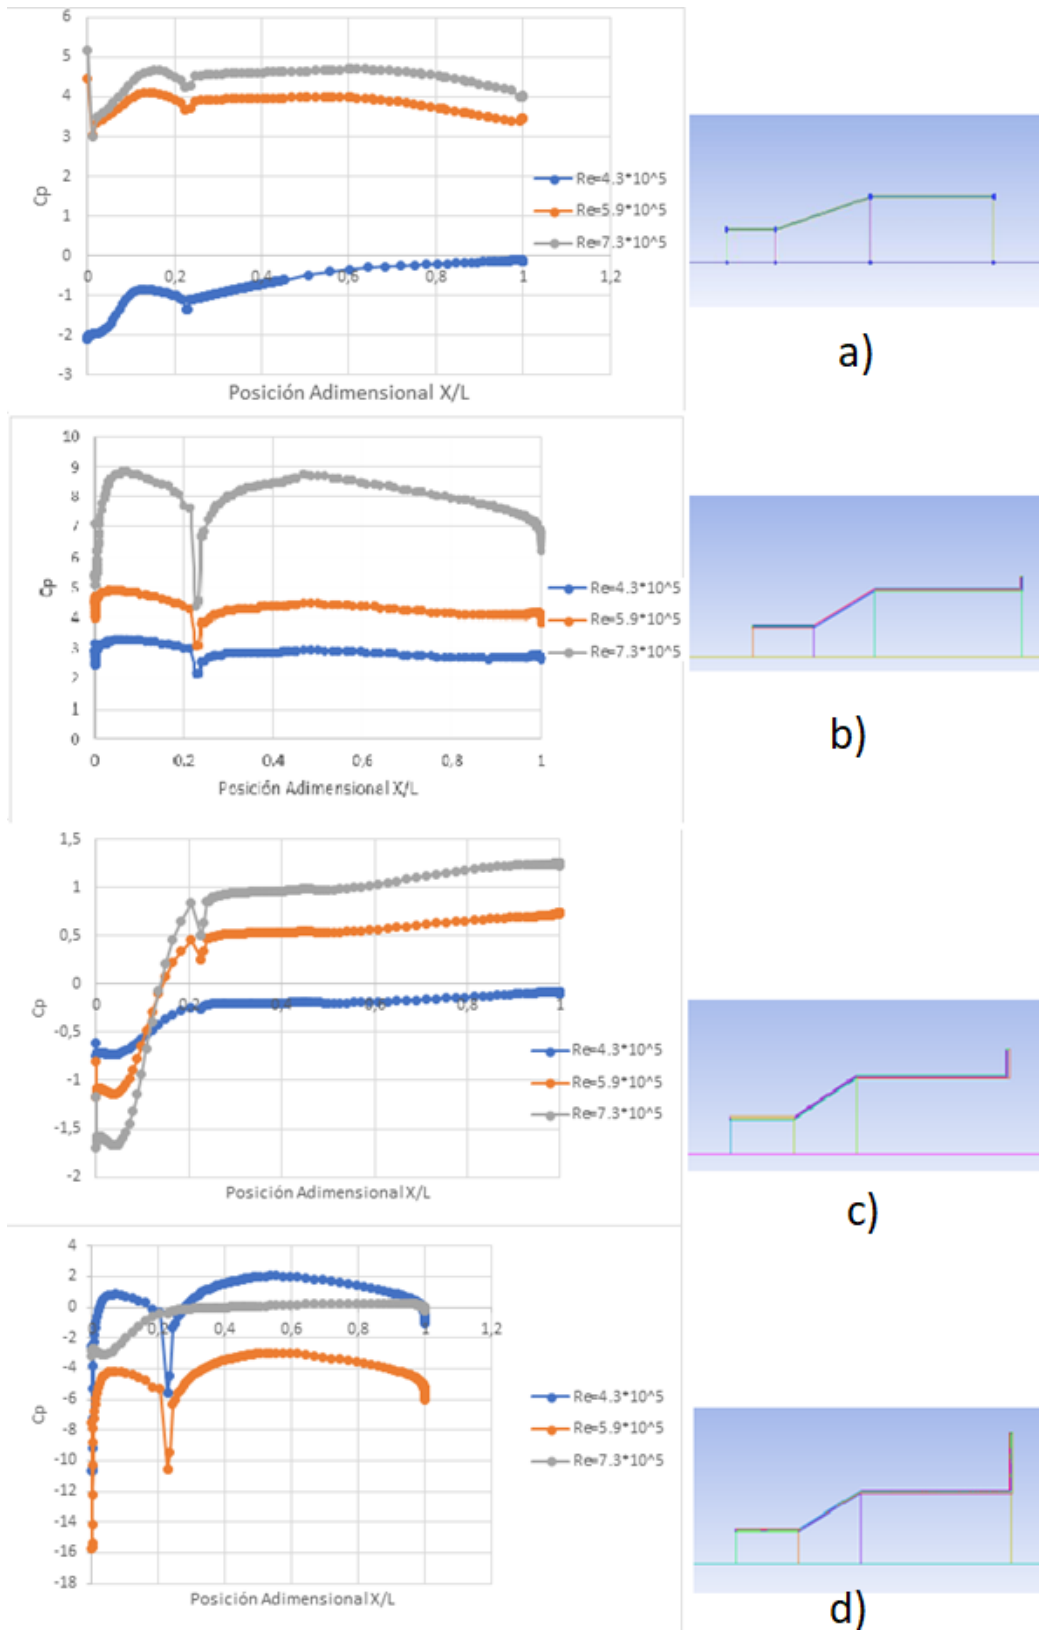 6
5
4
3
2
1
0
-1
-2
-3
Cp
0 0,2 0,4 0,6 0,8 1 1,2
Posición Adimensional X/L
Re=4.3*10^5
Re=5.9*10^5
Re=7.3*10^5
a)
10
9
8
7
6
5
4
3
2
1
0
Cp
0 0,2 0,4 0,6 0,8 1
Posición Adimensional X/L
Re=4.3*10^5
Re=5.9*10^5
Re=7.3*10^5
b)
1,5
1
0,5
0
-0,5
-1
-1,5
-2
Cp
0 0,2 0,4 0,6 0,8 1
Posición Adimensional X/L
Re=4.3*10^5
Re=5.9*10^5
Re=7.3*10^5
c)
4
2
0
-2
-4
-6
-8
-10
-12
-14
-16
-18
Cp
0 0,2 0,4 0,6 0,8 1 1,2
Posición Adimensional X/L
Re=4.3*10^5
Re=5.9*10^5
Re=7.3*10^5
d)